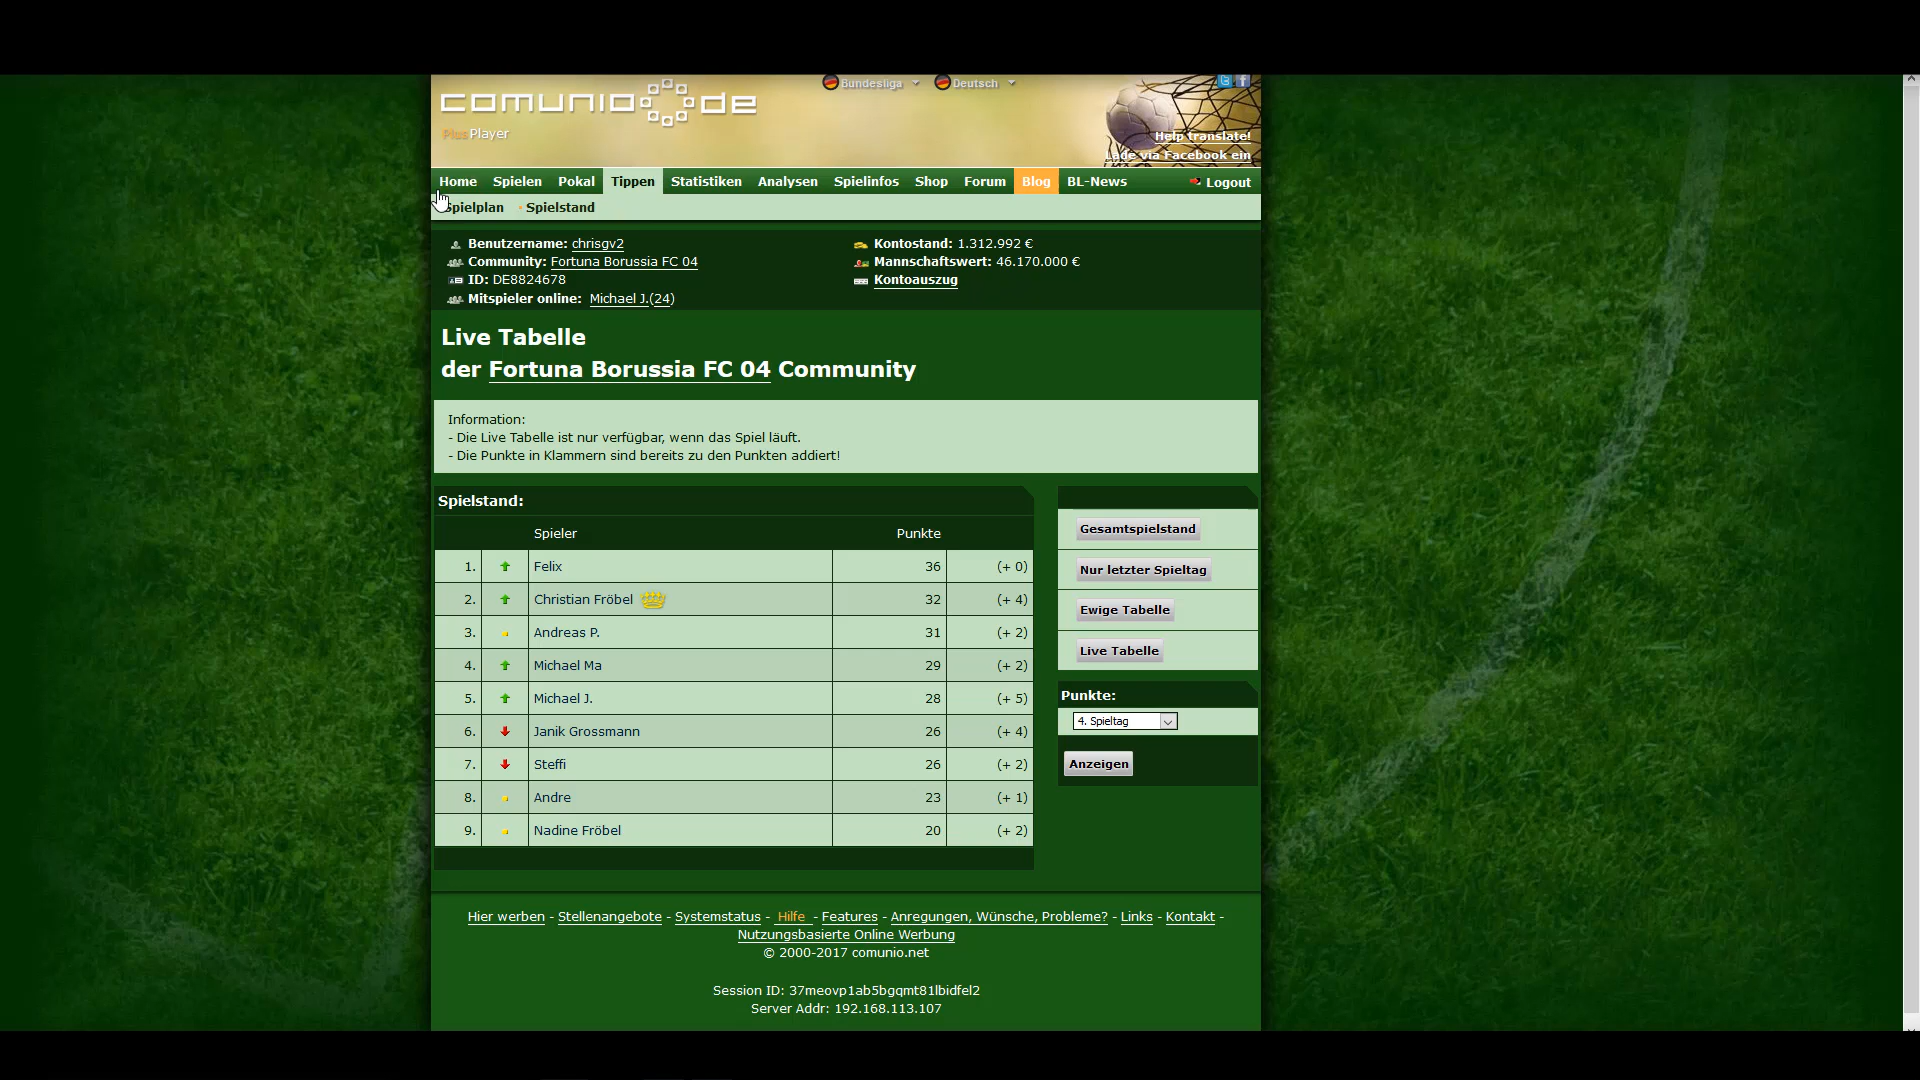 Bundesliga Deutsch
comunio de
PlusPlayer
Help translate!
Lade via Facebook ein
Home Spielen Pokal Tippen Statistiken Analysen Spielinfos Shop Forum Blog BL-News Logout
Spielplan Spielstand
Benutzername: chrisgv2
Community: Fortuna Borussia FC 04
ID: DE8824678
Mitspieler online: Michael J.(24)
Kontostand: 1.312.992 €
Mannschaftswert: 46.170.000 €
Kontoauszug
Live Tabelle
der Fortuna Borussia FC 04 Community
Information:
- Die Live Tabelle ist nur verfügbar, wenn das Spiel läuft.
- Die Punkte in Klammern sind bereits zu den Punkten addiert!
Spielstand:
Spieler Punkte
1. Felix 36 (+ 0)
2. Christian Fröbel 32 (+ 4)
3. Andreas P. 31 (+ 2)
4. Michael Ma 29 (+ 2)
5. Michael J. 28 (+ 5)
6. Janik Grossmann 26 (+ 4)
7. Steffi 26 (+ 2)
8. Andre 23 (+ 1)
9. Nadine Fröbel 20 (+ 2)
Gesamtspielstand
Nur letzter Spieltag
Ewige Tabelle
Live Tabelle
Punkte:
4. Spieltag
Anzeigen
Hier werben - Stellenangebote - Systemstatus - Hilfe - Features - Anregungen, Wünsche, Probleme? - Links - Kontakt -
Nutzungsbasierte Online Werbung
© 2000-2017 comunio.net
Session ID: 37meovp1ab5bgqmt81lbidfel2
Server Addr: 192.168.113.107